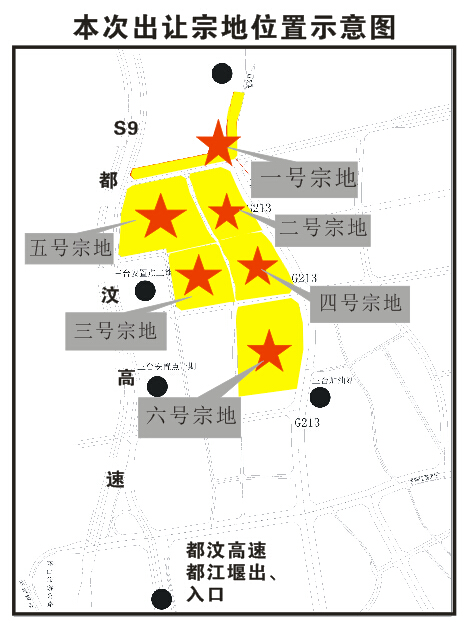 本次出让宗地位置示意图
S9
一号宗地
都
G213
二号宗地
五号宗地
汶
G213
四号宗地
三号宗地
高
六号宗地
G213
速
都汶高速
都江堰出、
入口